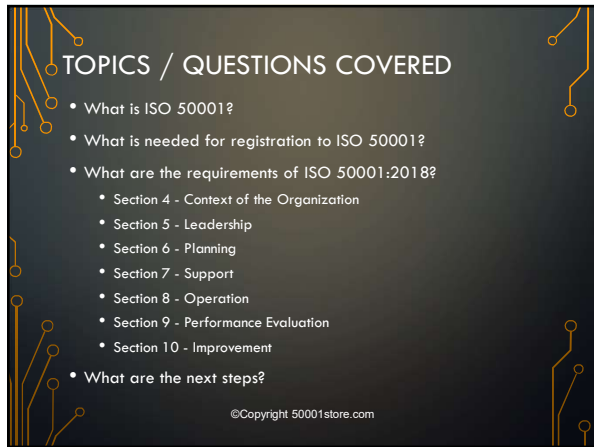 TOPICS / QUESTIONS COVERED
• What is ISO 50001?
• What is needed for registration to ISO 50001?
• What are the requirements of ISO 50001:2018?
• Section 4 - Context of the Organization
• Section 5 - Leadership
• Section 6 - Planning
• Section 7 - Support
• Section 8 - Operation
• Section 9 - Performance Evaluation
• Section 10 - Improvement
• What are the next steps?
©Copyright 50001store.com